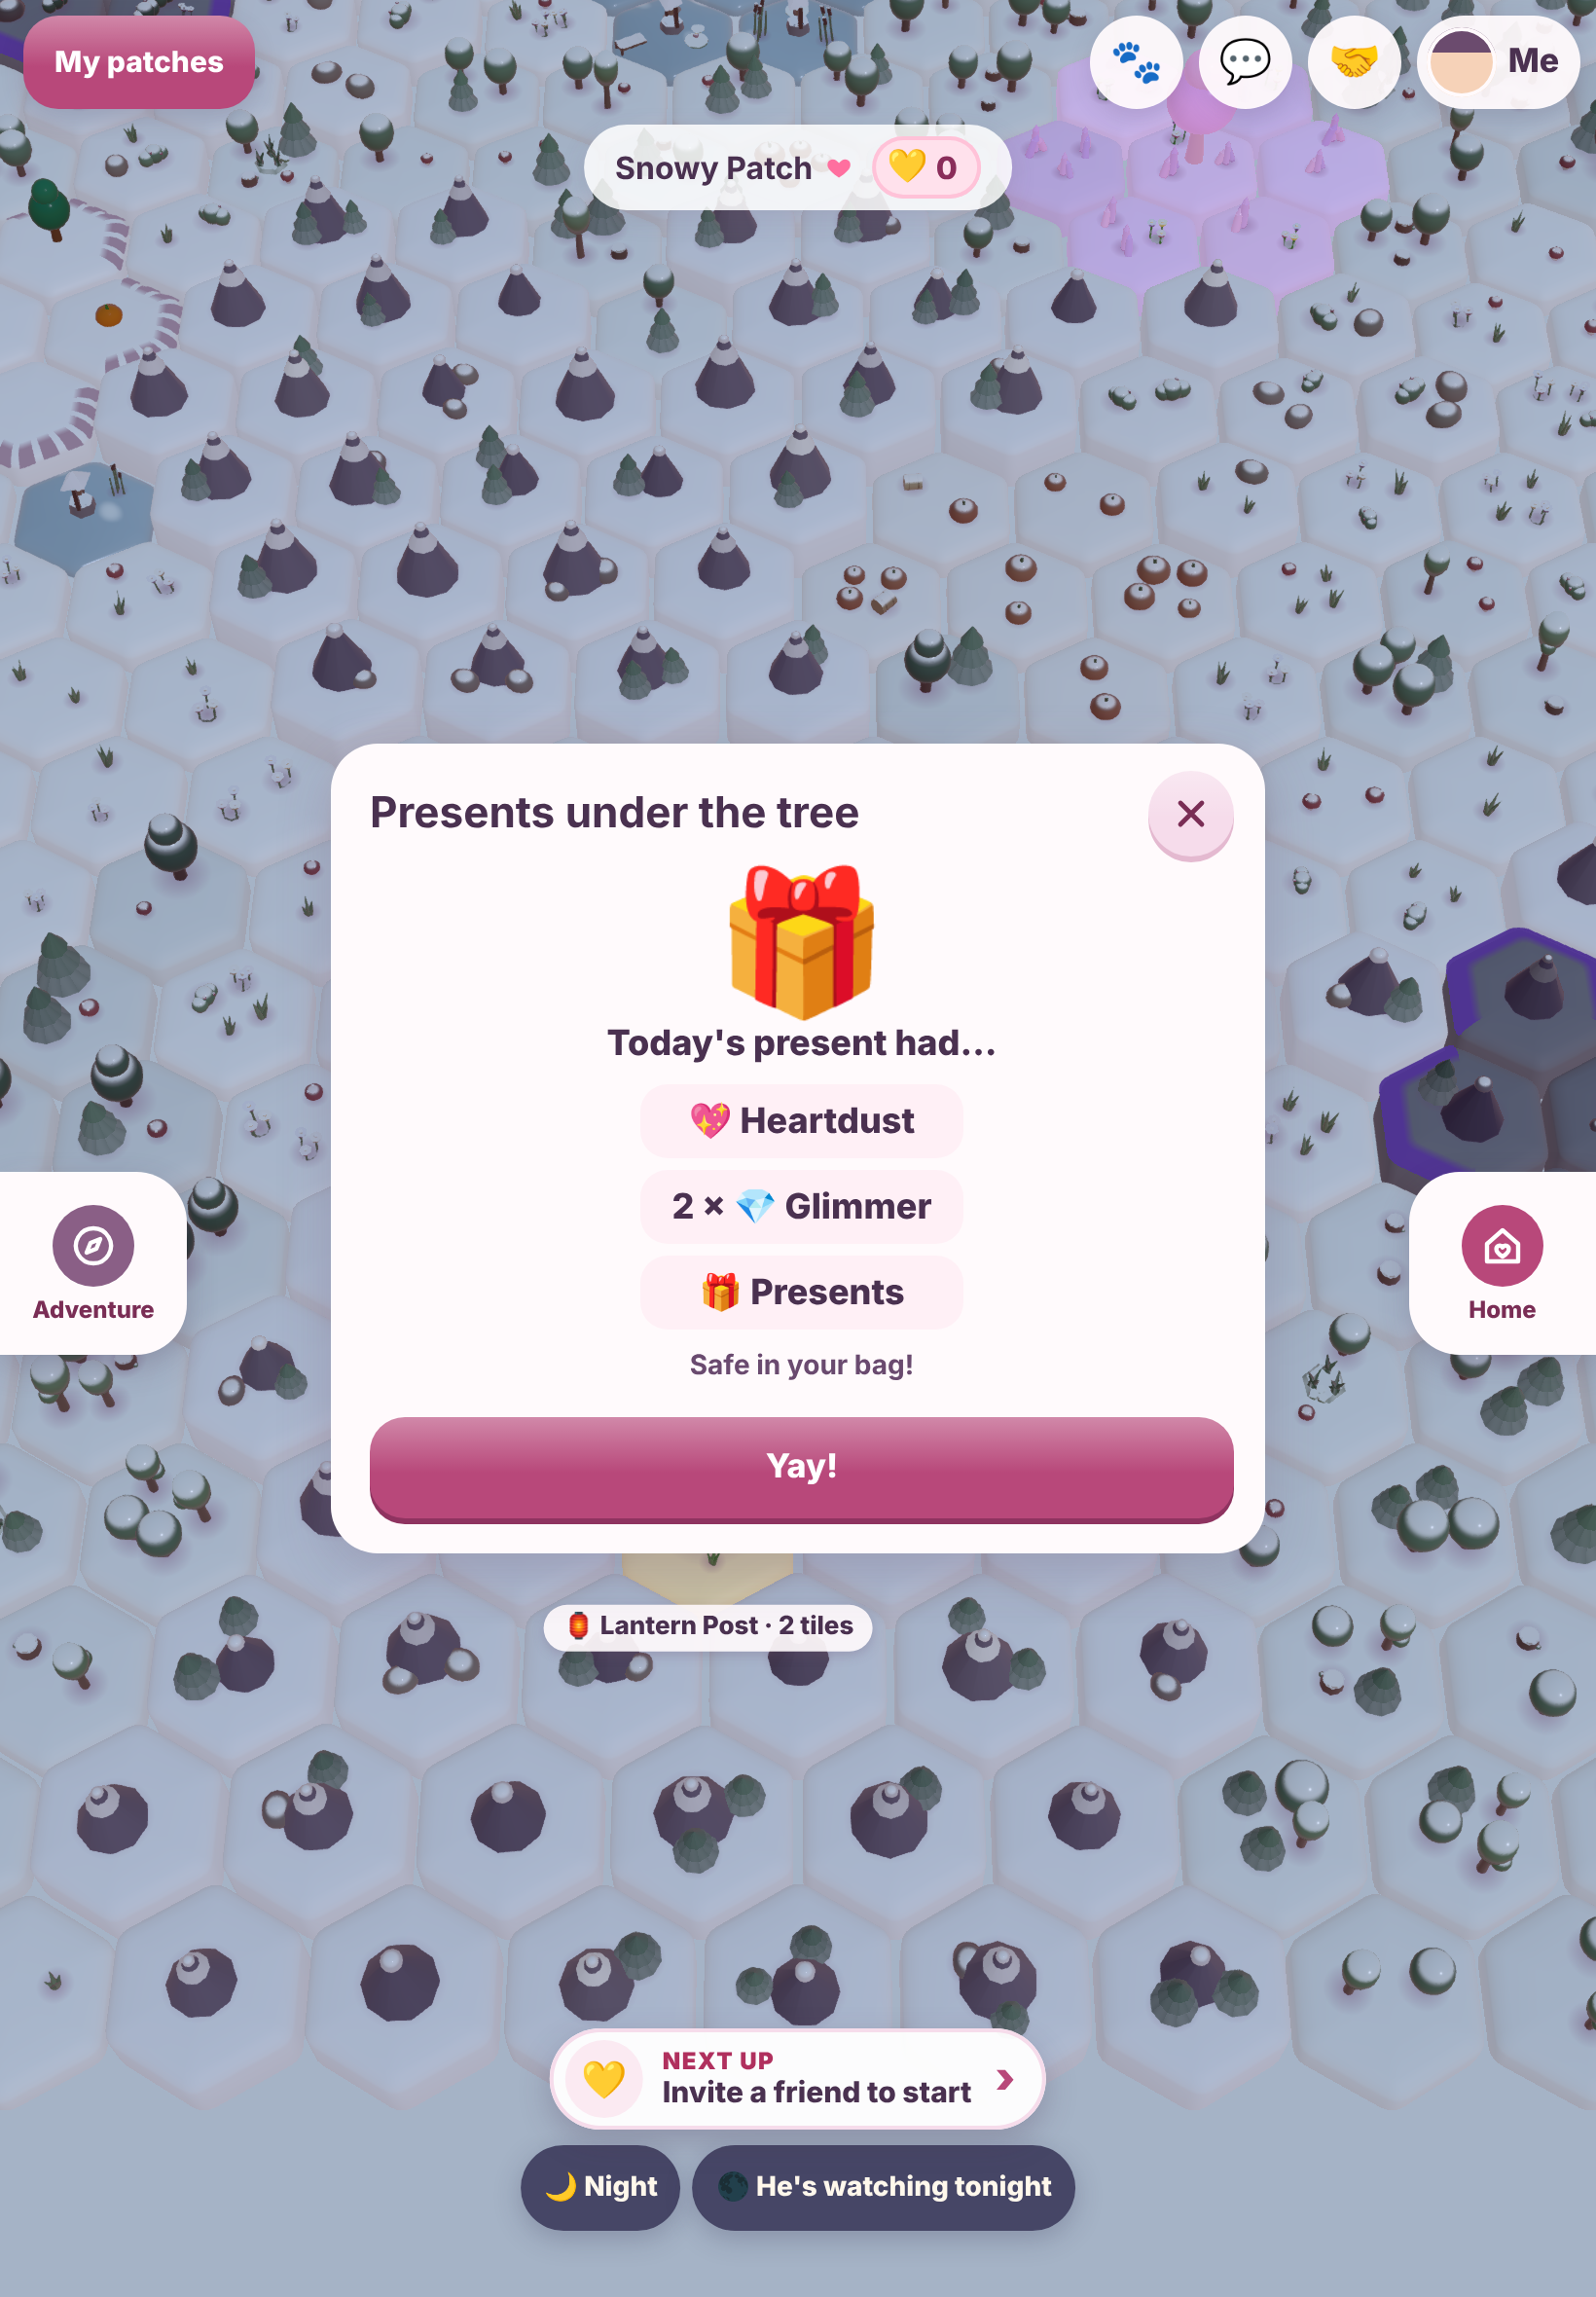 My patches
Me
Snowy Patch 💛 0
Presents under the tree
Today's present had...
💖 Heartdust
2 × 💎 Glimmer
🎁 Presents
Safe in your bag!
Yay!
Adventure
Home
🏮 Lantern Post · 2 tiles
NEXT UP
Invite a friend to start
🌙 Night
🌑 He's watching tonight